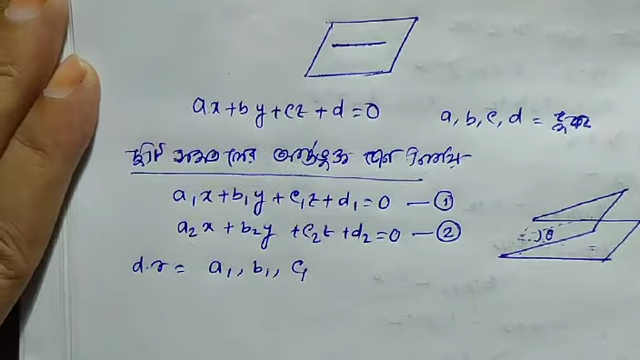 ax+by+cz+d=0
a, b, c, d = ধ্রুবক
দুটি সমতলের অন্তর্ভুক্ত কোণ নির্ণয়
a₁x+b₁y+c₁z+d₁=0 —①
a₂x+b₂y+c₂z+d₂=0 —②
θ
d.r = a₁, b₁, c₁